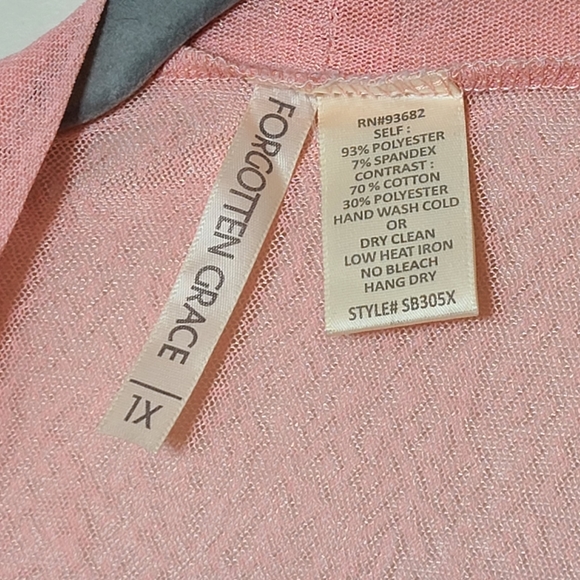 FORGOTTEN GRACE | 1X
RN#93682
SELF :
93% POLYESTER
7% SPANDEX
CONTRAST :
70 % COTTON
30% POLYESTER
HAND WASH COLD
OR
DRY CLEAN
LOW HEAT IRON
NO BLEACH
HANG DRY
STYLE# SB305X